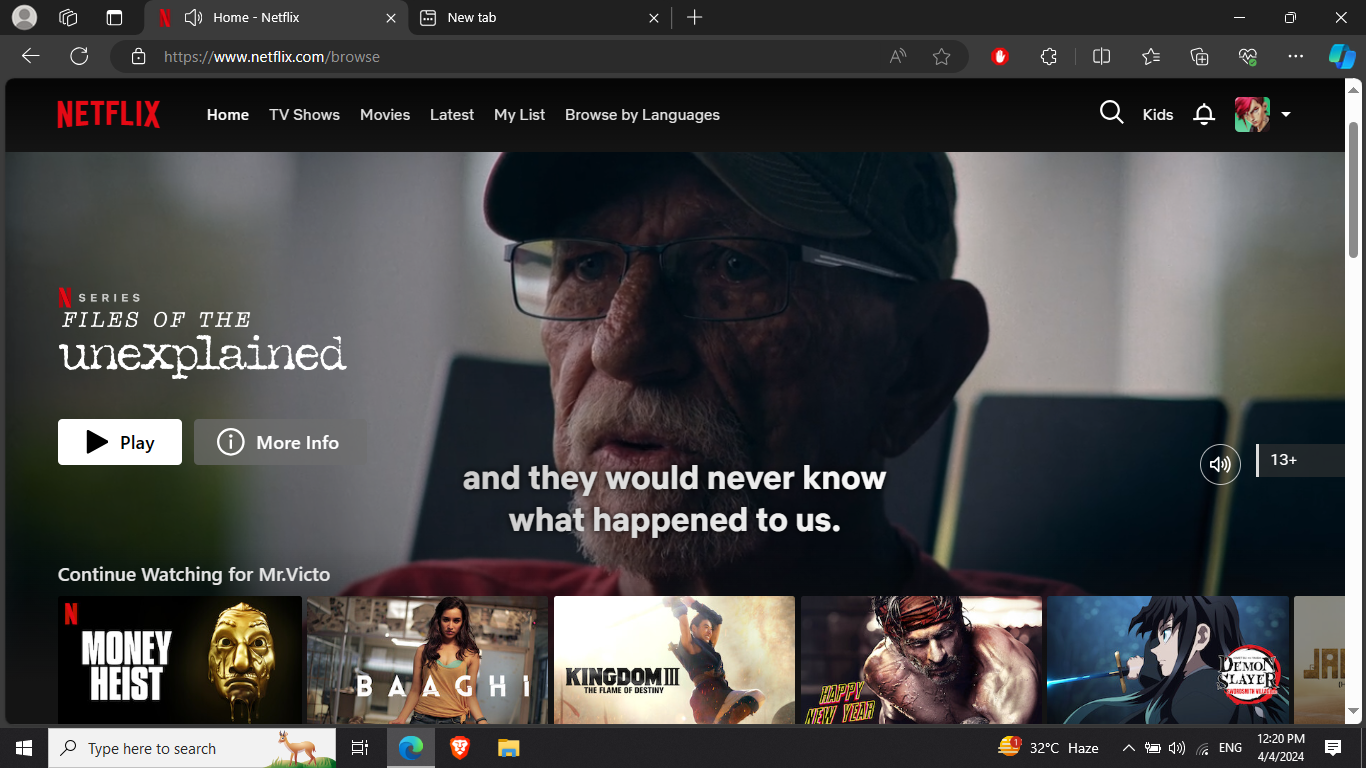 Home - Netflix
New tab
https://www.netflix.com/browse
NETFLIX
Home
TV Shows
Movies
Latest
My List
Browse by Languages
Kids
N SERIES
FILES OF THE
unexplained
Play
More Info
13+
and they would never know
what happened to us.
Continue Watching for Mr.Victo
N
MONEY
HEIST
BAAGHI
KINGDOM III
THE FLAME OF DESTINY
HAPPY
NEW YEAR
DEMON
SLAYER
Type here to search
1
32°C Haze
ENG
12:20 PM
4/4/2024